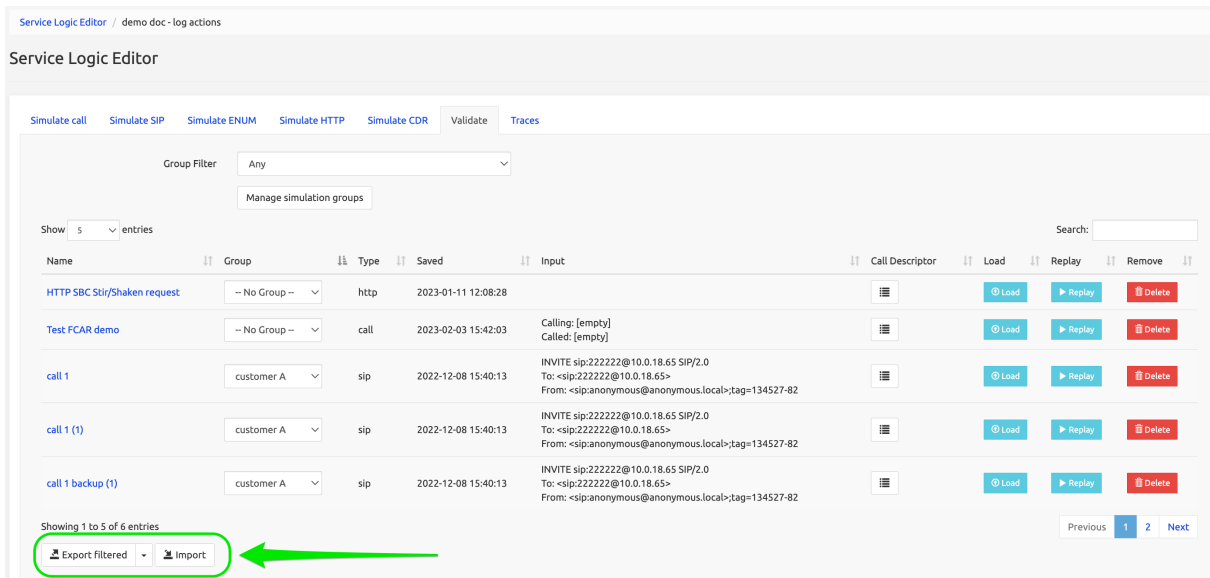 Service Logic Editor / demo doc - log actions
Service Logic Editor
Simulate call Simulate SIP Simulate ENUM Simulate HTTP Simulate CDR Validate Traces
Group Filter Any
Manage simulation groups
Show 5 entries Search:
Name Group Type Saved Input Call Descriptor Load Replay Remove
HTTP SBC Stir/Shaken request -- No Group -- http 2023-01-11 12:08:28 Load Replay Delete
Test FCAR demo -- No Group -- call 2023-02-03 15:42:03 Calling: [empty]
Called: [empty] Load Replay Delete
call 1 customer A sip 2022-12-08 15:40:13 INVITE sip:222222@10.0.18.65 SIP/2.0
To: <sip:222222@10.0.18.65>
From: <sip:anonymous@anonymous.local>;tag=134527-82 Load Replay Delete
call 1 (1) customer A sip 2022-12-08 15:40:13 INVITE sip:222222@10.0.18.65 SIP/2.0
To: <sip:222222@10.0.18.65>
From: <sip:anonymous@anonymous.local>;tag=134527-82 Load Replay Delete
call 1 backup (1) customer A sip 2022-12-08 15:40:13 INVITE sip:222222@10.0.18.65 SIP/2.0
To: <sip:222222@10.0.18.65>
From: <sip:anonymous@anonymous.local>;tag=134527-82 Load Replay Delete
Showing 1 to 5 of 6 entries Previous 1 2 Next
Export filtered Import